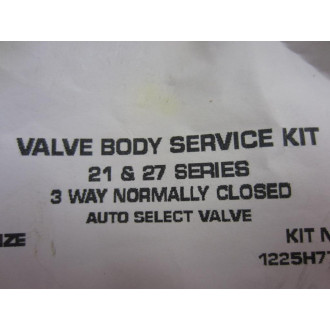 VALVE BODY SERVICE KIT
21 & 27 SERIES
3 WAY NORMALLY CLOSED
AUTO SELECT VALVE
IZE KIT N
1225H7